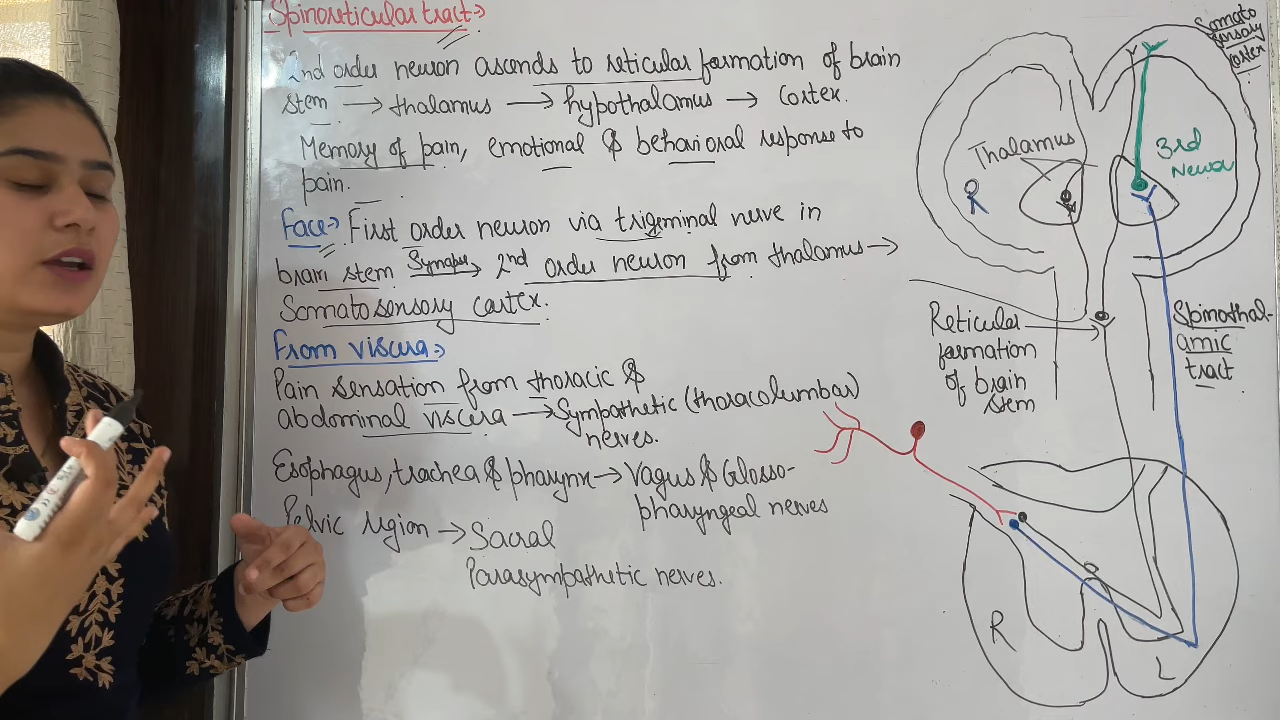 Spinoreticular tract:-
2nd order neuron ascends to reticular formation of brain
stem → thalamus → hypothalamus → cortex.
Memory of pain, emotional & behavioral response to
pain.
Face:- First order neuron via trigeminal nerve in
brain stem Synapses → 2nd order neuron from thalamus →
Somatosensory cortex.
From viscera:-
Pain sensation from thoracic &
abdominal viscera → Sympathetic (thoracolumbar)
nerves.
Esophagus, trachea & pharynx → Vagus & Glosso-
pharyngeal nerves
Pelvic region → Sacral
Parasympathetic nerves.
Somato
sensory
cortex
Thalamus
3rd
Neuron
R
Reticular
formation
of brain
stem
Spinothal-
amic
tract
R
L